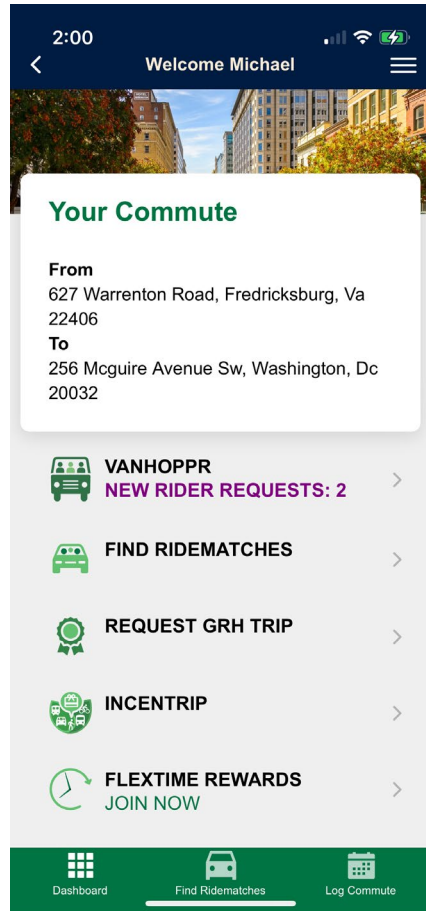 2:00
Welcome Michael
Your Commute
From
627 Warrenton Road, Fredricksburg, Va
22406
To
256 Mcguire Avenue Sw, Washington, Dc
20032
VANHOPPR
NEW RIDER REQUESTS: 2
FIND RIDEMATCHES
REQUEST GRH TRIP
INCENTRIP
FLEXTIME REWARDS
JOIN NOW
Dashboard Find Ridematches Log Commute